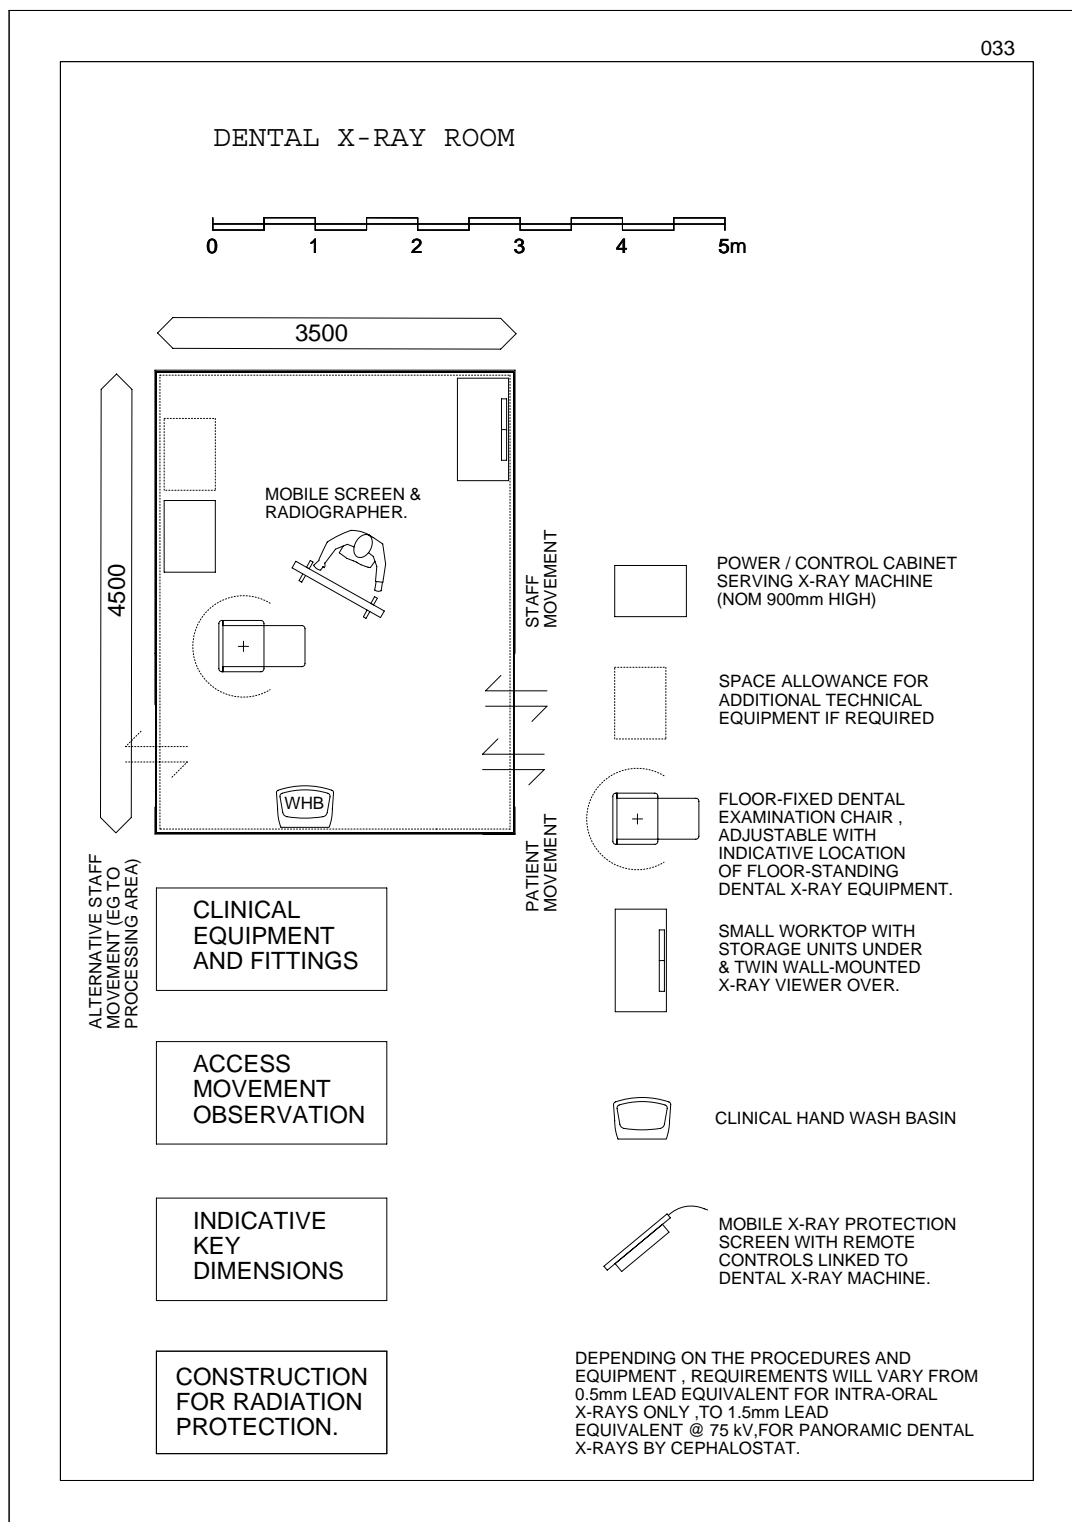 033
DENTAL X-RAY ROOM
0 1 2 3 4 5m
3500
4500
MOBILE SCREEN &
RADIOGRAPHER.
STAFF
MOVEMENT
WHB
PATIENT
MOVEMENT
ALTERNATIVE STAFF
MOVEMENT (EG TO
PROCESSING AREA)
POWER / CONTROL CABINET
SERVING X-RAY MACHINE
(NOM 900mm HIGH)
SPACE ALLOWANCE FOR
ADDITIONAL TECHNICAL
EQUIPMENT IF REQUIRED
FLOOR-FIXED DENTAL
EXAMINATION CHAIR ,
ADJUSTABLE WITH
INDICATIVE LOCATION
OF FLOOR-STANDING
DENTAL X-RAY EQUIPMENT.
SMALL WORKTOP WITH
STORAGE UNITS UNDER
& TWIN WALL-MOUNTED
X-RAY VIEWER OVER.
CLINICAL HAND WASH BASIN
MOBILE X-RAY PROTECTION
SCREEN WITH REMOTE
CONTROLS LINKED TO
DENTAL X-RAY MACHINE.
CLINICAL
EQUIPMENT
AND FITTINGS
ACCESS
MOVEMENT
OBSERVATION
INDICATIVE
KEY
DIMENSIONS
CONSTRUCTION
FOR RADIATION
PROTECTION.
DEPENDING ON THE PROCEDURES AND
EQUIPMENT , REQUIREMENTS WILL VARY FROM
0.5mm LEAD EQUIVALENT FOR INTRA-ORAL
X-RAYS ONLY ,TO 1.5mm LEAD
EQUIVALENT @ 75 kV,FOR PANORAMIC DENTAL
X-RAYS BY CEPHALOSTAT.